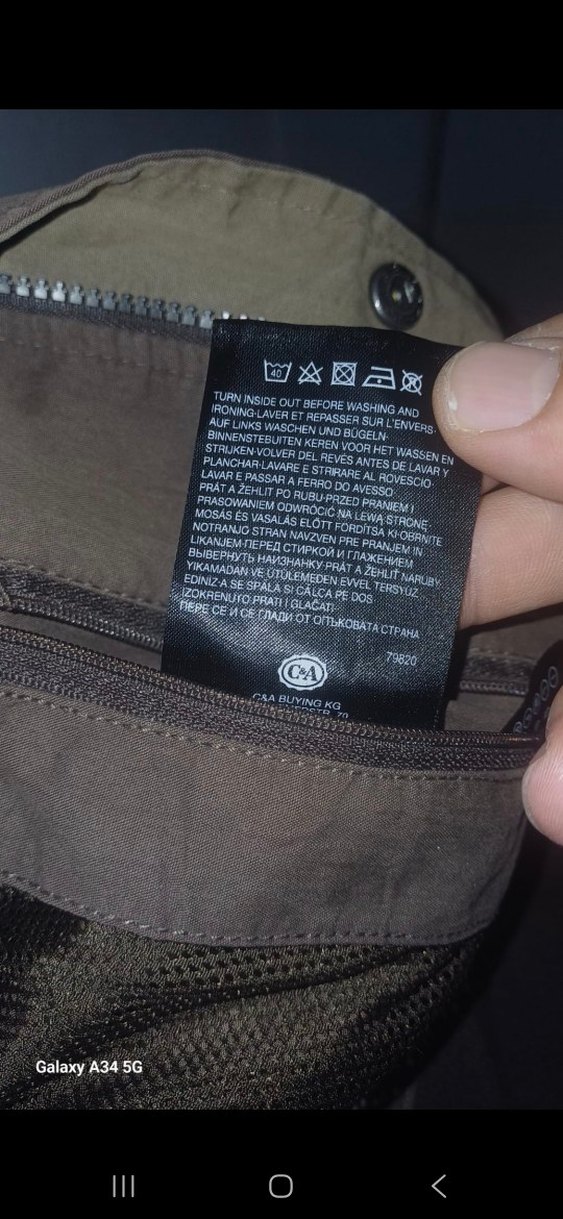 40
TURN INSIDE OUT BEFORE WASHING AND
IRONING·LAVER ET REPASSER SUR L'ENVERS·
AUF LINKS WASCHEN UND BÜGELN·
BINNENSTEBUITEN KEREN VOOR HET WASSEN EN
STRIJKEN·VOLVER DEL REVÉS ANTES DE LAVAR Y
PLANCHAR·LAVARE E STIRARE AL ROVESCIO·
LAVAR E PASSAR A FERRO DO AVESSO
PRÁT A ŽEHLIT PO RUBU·PRZED PRANIEM I
PRASOWANIEM ODWRÓCIĆ NA LEWĄ STRONĘ
MOSÁS ÉS VASALÁS ELŐTT FORDÍTSA KI·OBRNITE
NOTRANJO STRAN NAVZVEN PRE PRANJEM IN
LIKANJEM·ПЕРЕД СТИРКОЙ И ГЛАЖЕНИЕМ
ВЫВЕРНУТЬ НАИЗНАНКУ·PRÁT A ŽEHLIT NARUBY
YIKAMADAN VE ÜTÜLEMEDEN EVVEL TERSYÜZ
EDİNİZ·A SE SPĂLA ŞI CĂLCA PE DOS
IZOKRENUTO PRATI I GLAČATI
ПЕРЕ СЕ И СЕ ГЛАДИ ОТ ОПЪКОВАТА СТРАНА
79820
C&A
C&A BUYING KG
70
Galaxy A34 5G